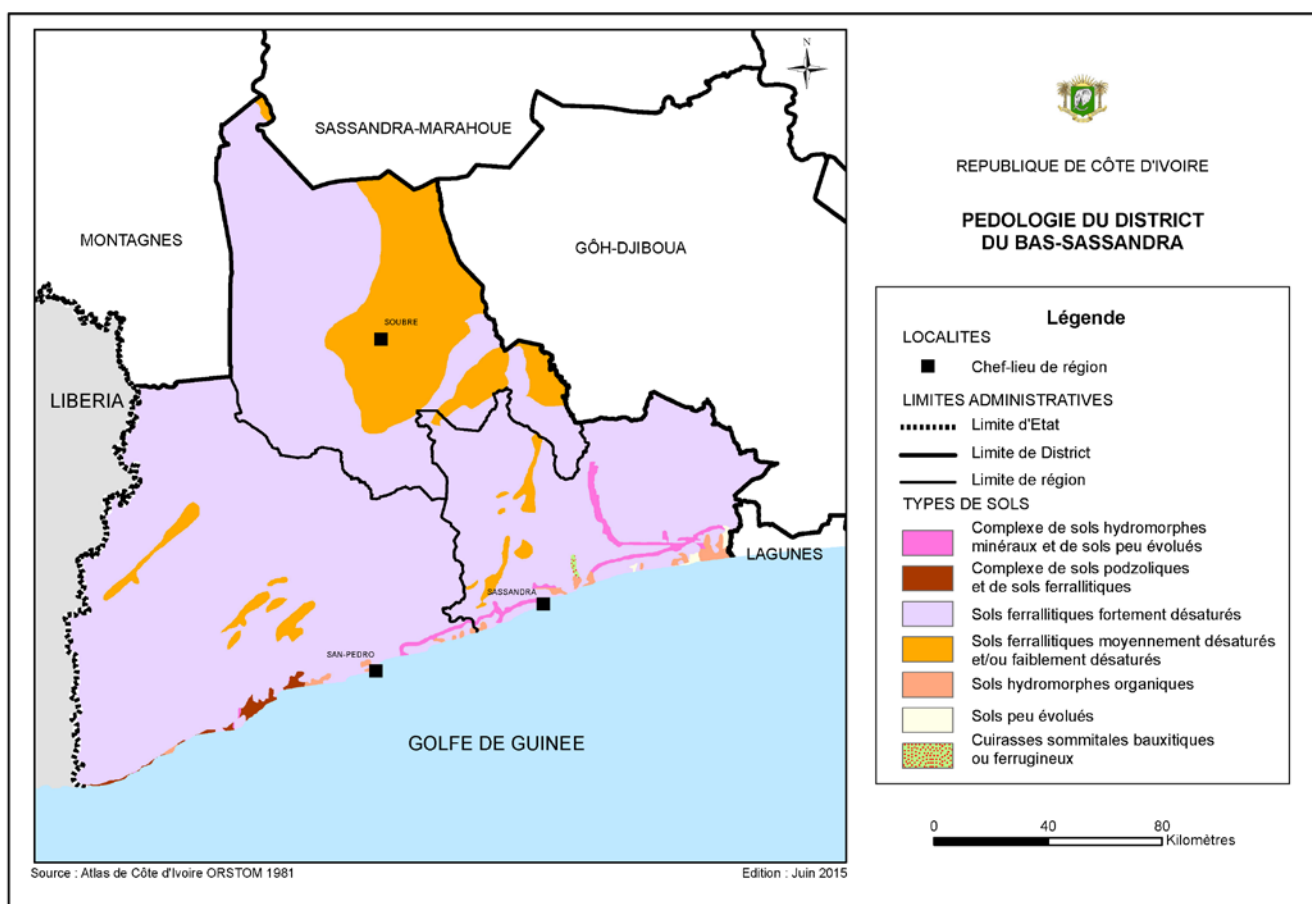 N
SASSANDRA-MARAHOUE
MONTAGNES
GÔH-DJIBOUA
SOUBRE
LIBERIA
LAGUNES
SASSANDRA
SAN-PEDRO
GOLFE DE GUINEE
Source : Atlas de Côte d'Ivoire ORSTOM 1981
Edition : Juin 2015
REPUBLIQUE DE CÔTE D'IVOIRE
PEDOLOGIE DU DISTRICT
DU BAS-SASSANDRA
Légende
LOCALITES
Chef-lieu de région
LIMITES ADMINISTRATIVES
Limite d'Etat
Limite de District
Limite de région
TYPES DE SOLS
Complexe de sols hydromorphes
minéraux et de sols peu évolués
Complexe de sols podzoliques
et de sols ferrallitiques
Sols ferrallitiques fortement désaturés
Sols ferrallitiques moyennement désaturés
et/ou faiblement désaturés
Sols hydromorphes organiques
Sols peu évolués
Cuirasses sommitales bauxitiques
ou ferrugineux
0 40 80
Kilomètres